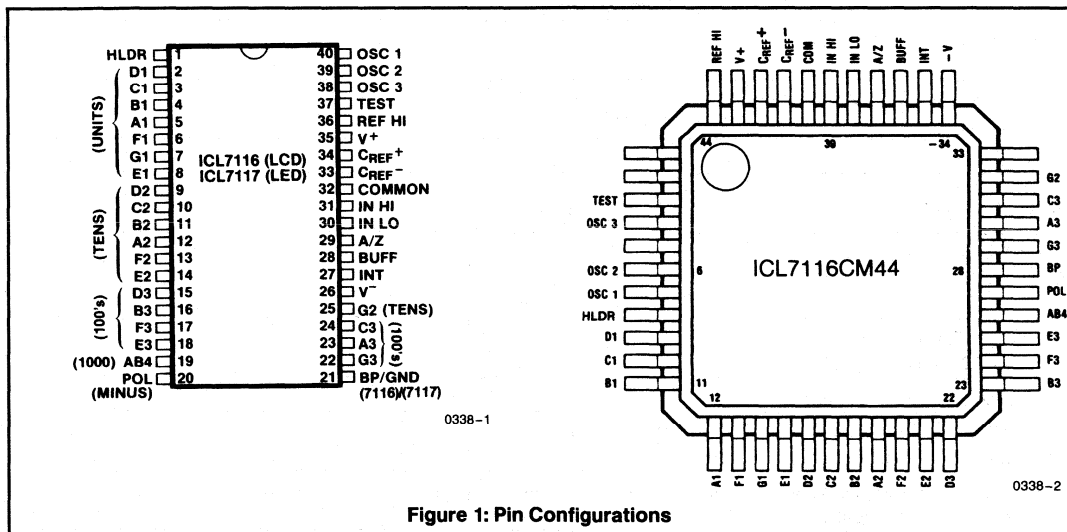 HLDR 1
D1 2
C1 3
B1 4
A1 5
F1 6
G1 7
E1 8
D2 9
C2 10
B2 11
A2 12
F2 13
E2 14
D3 15
B3 16
F3 17
E3 18
(1000) AB4 19
POL 20
(MINUS)
(UNITS)
(TENS)
(100's)
ICL7116 (LCD)
ICL7117 (LED)
40 OSC 1
39 OSC 2
38 OSC 3
37 TEST
36 REF HI
35 V+
34 CREF+
33 CREF-
32 COMMON
31 IN HI
30 IN LO
29 A/Z
28 BUFF
27 INT
26 V-
25 G2 (TENS)
24 C3
23 A3
22 G3
(100's)
21 BP/GND
(7116)/(7117)
0338-1
REF HI
V+
CREF+
CREF-
COM
IN HI
IN LO
A/Z
BUFF
INT
-V
44
39
-34
33
TEST
OSC 3
OSC 2
OSC 1
HLDR
D1
C1
B1
6
ICL7116CM44
28
G2
C3
A3
G3
BP
POL
AB4
E3
F3
B3
11
12
23
22
A1
F1
G1
E1
D2
C2
B2
A2
F2
E2
D3
0338-2
Figure 1: Pin Configurations